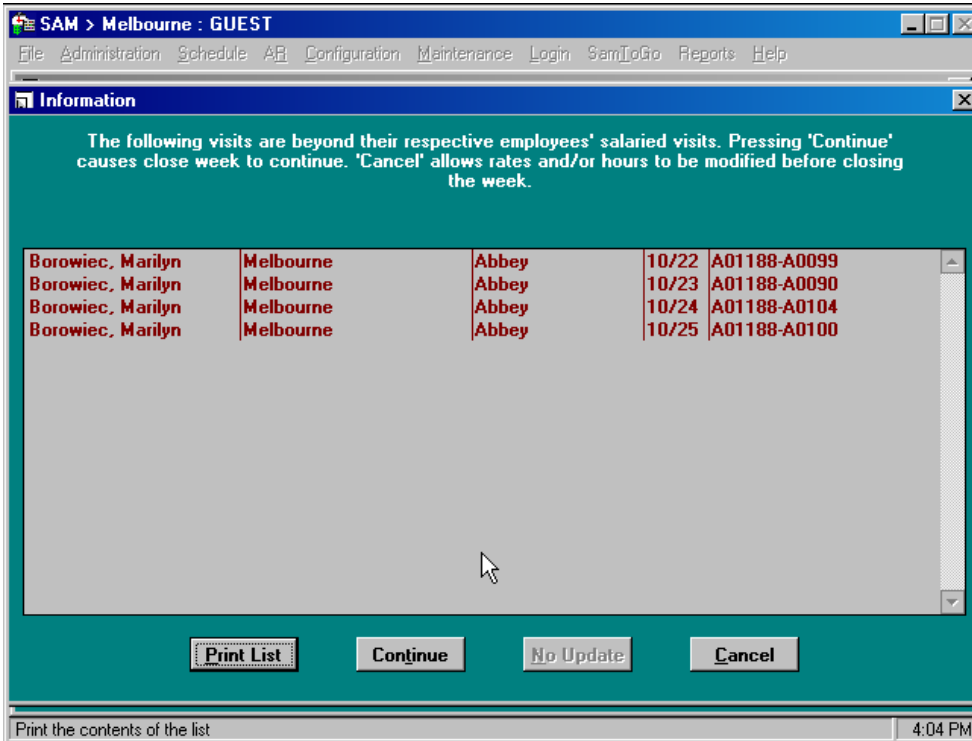 SAM > Melbourne : GUEST
File Administration Schedule AR Configuration Maintenance Login SamToGo Reports Help
Information
The following visits are beyond their respective employees' salaried visits. Pressing 'Continue'
causes close week to continue. 'Cancel' allows rates and/or hours to be modified before closing
the week.
Borowiec, Marilyn Melbourne Abbey 10/22 A01188-A0099
Borowiec, Marilyn Melbourne Abbey 10/23 A01188-A0090
Borowiec, Marilyn Melbourne Abbey 10/24 A01188-A0104
Borowiec, Marilyn Melbourne Abbey 10/25 A01188-A0100
Print List Continue No Update Cancel
Print the contents of the list 4:04 PM